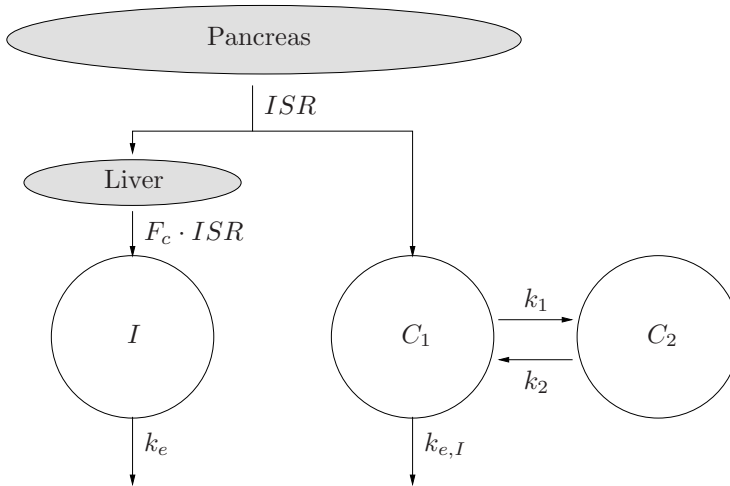 Pancreas
ISR
Liver
F_c · ISR
I
C_1
k_1
k_2
C_2
k_e
k_{e,I}